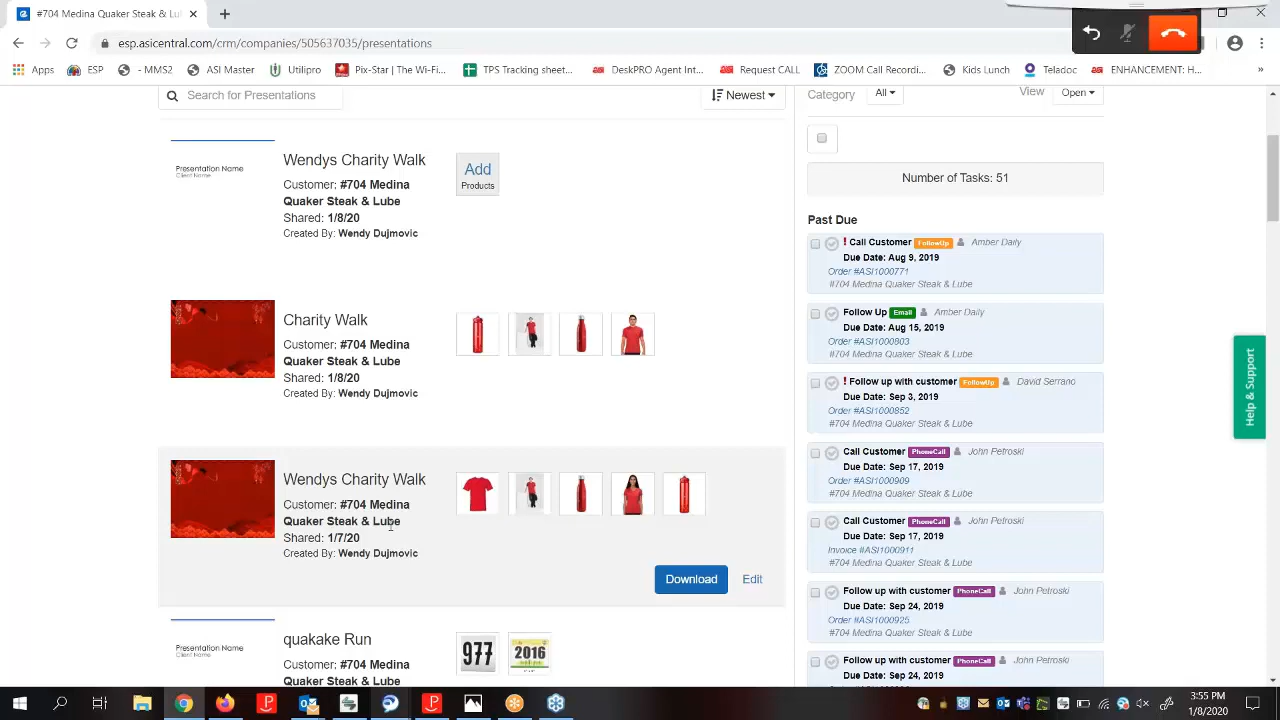 #704 Medina Quaker Steak & Lub
esp.asicentral.com/crm/companies/505637035/presentations
Apps
ESP
- MMS2
ASI Master
Utilipro
Pix-Star | The Wi-Fi...
TPS Tracking sheet...
DeskPRO Agent Int...
Request CALL
ZOOM Call Recordi...
Kids Lunch
Teladoc
ENHANCEMENT: H...
»
Search for Presentations
Newest
Category
All
View
Open
Presentation Name
Client Name
Wendys Charity Walk
Customer: #704 Medina
Quaker Steak & Lube
Shared: 1/8/20
Created By: Wendy Dujmovic
Add
Products
Charity Walk
Customer: #704 Medina
Quaker Steak & Lube
Shared: 1/8/20
Created By: Wendy Dujmovic
Wendys Charity Walk
Customer: #704 Medina
Quaker Steak & Lube
Shared: 1/7/20
Created By: Wendy Dujmovic
Download
Edit
Presentation Name
Client Name
quakake Run
Customer: #704 Medina
Quaker Steak & Lube
977
2016
Number of Tasks: 51
Past Due
! Call Customer FollowUp Amber Daily
Due Date: Aug 9, 2019
Order #ASI1000771
#704 Medina Quaker Steak & Lube
Follow Up Email Amber Daily
Due Date: Aug 15, 2019
Order #ASI1000803
#704 Medina Quaker Steak & Lube
! Follow up with customer FollowUp David Serrano
Due Date: Sep 3, 2019
Order #ASI1000852
#704 Medina Quaker Steak & Lube
Call Customer PhoneCall John Petroski
Due Date: Sep 17, 2019
Order #ASI1000909
#704 Medina Quaker Steak & Lube
Call Customer PhoneCall John Petroski
Due Date: Sep 17, 2019
Invoice #ASI1000911
#704 Medina Quaker Steak & Lube
Follow up with customer PhoneCall John Petroski
Due Date: Sep 24, 2019
Order #ASI1000925
#704 Medina Quaker Steak & Lube
Follow up with customer PhoneCall John Petroski
Due Date: Sep 24, 2019
Help & Support
3:55 PM
1/8/2020